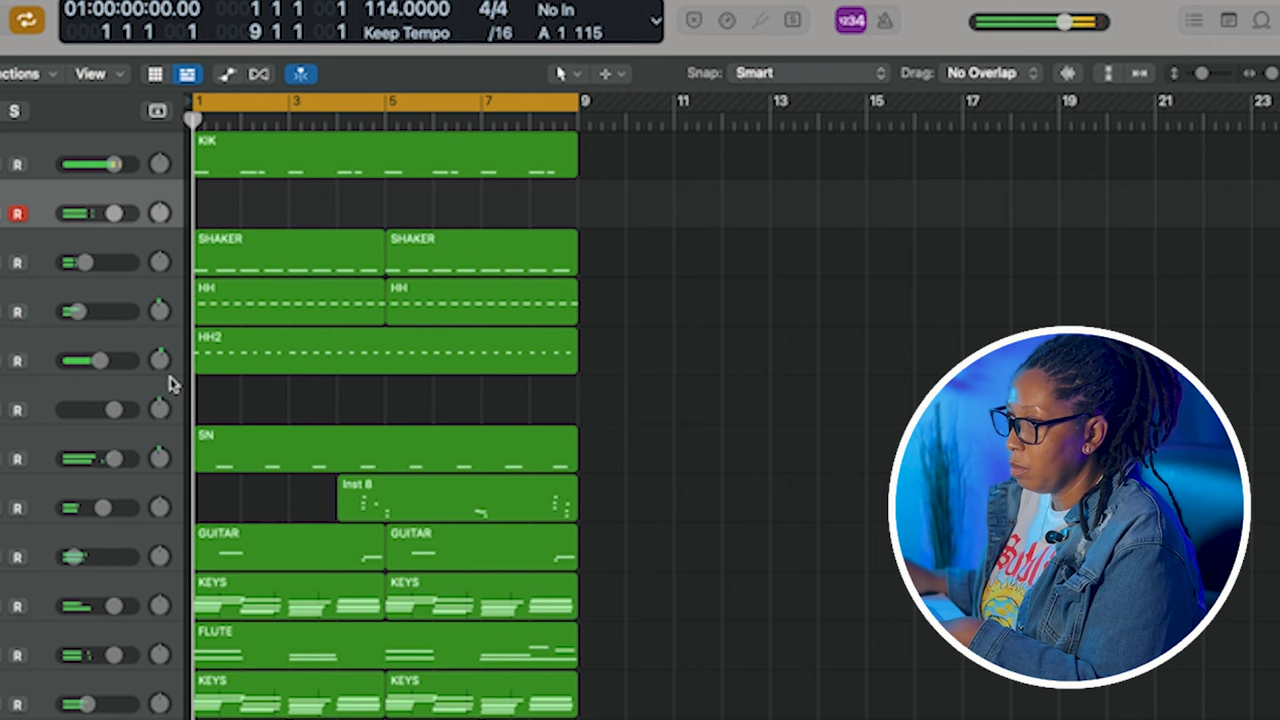 01:00:00:00.00 1 1 1 1 114.0000 4/4 No In
1 1 1 1 9 1 1 1 Keep Tempo /16 A 1 115
1234
S
ctions View Snap: Smart Drag: No Overlap
S
1 3 5 7 9 11 13 15 17 19 21 23
R KIK
R
R SHAKER SHAKER
R HH HH
R HH2
R
R SN
R Inst 8
R GUITAR GUITAR
R KEYS KEYS
R FLUTE
R KEYS KEYS